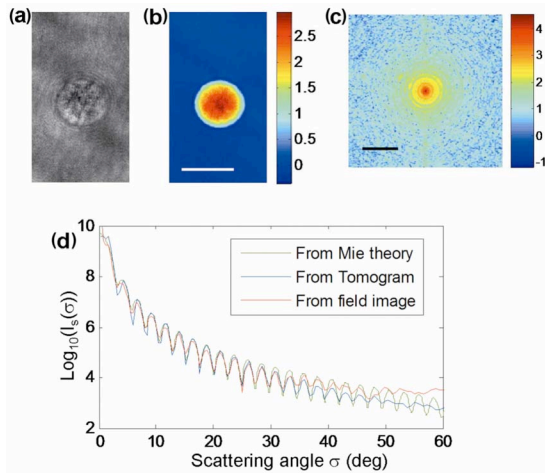 (a)
(b)
2.5
2
1.5
1
0.5
0
(c)
4
3
2
1
0
-1
(d)
10
8
6
4
2
Log10(Is(σ))
From Mie theory
From Tomogram
From field image
0 10 20 30 40 50 60
Scattering angle σ (deg)